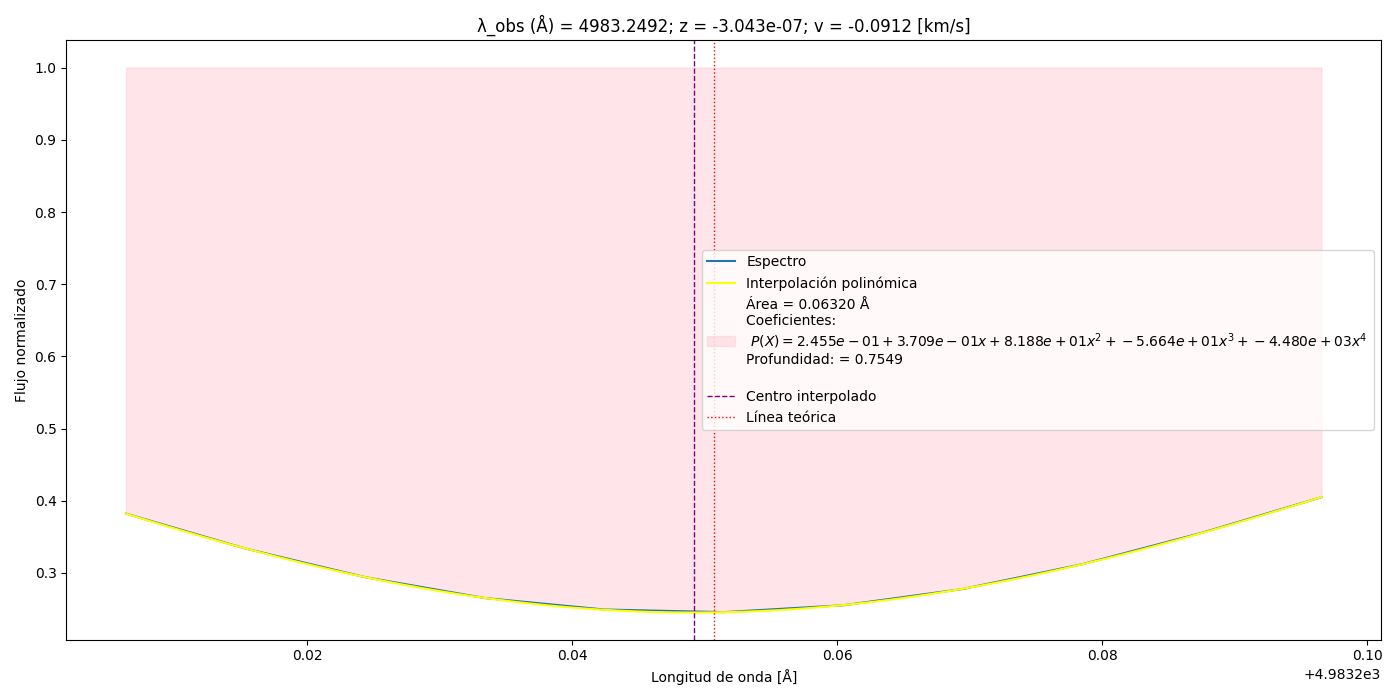 λ_obs (Å) = 4983.2492; z = -3.043e-07; v = -0.0912 [km/s]
Flujo normalizado
1.0
0.9
0.8
0.7
0.6
0.5
0.4
0.3
Espectro
Interpolación polinómica
Área = 0.06320 Å
Coeficientes:
P(X) = 2.455e − 01 + 3.709e − 01x + 8.188e + 01x² + − 5.664e + 01x³ + − 4.480e + 03x⁴
Profundidad: = 0.7549
Centro interpolado
Línea teórica
0.02 0.04 0.06 0.08 0.10
+4.9832e3
Longitud de onda [Å]